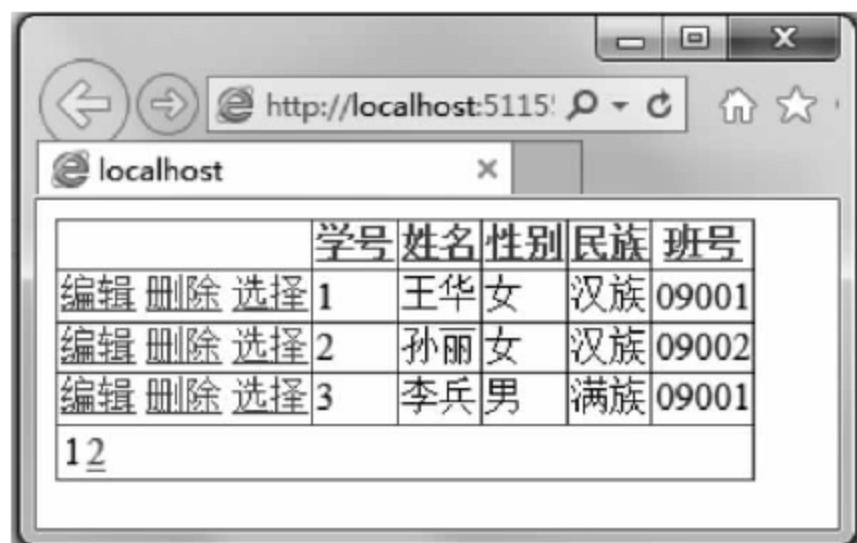 http://localhost:5115
localhost
学号 姓名 性别 民族 班号
编辑 删除 选择 1 王华 女 汉族 09001
编辑 删除 选择 2 孙丽 女 汉族 09002
编辑 删除 选择 3 李兵 男 满族 09001
1 2